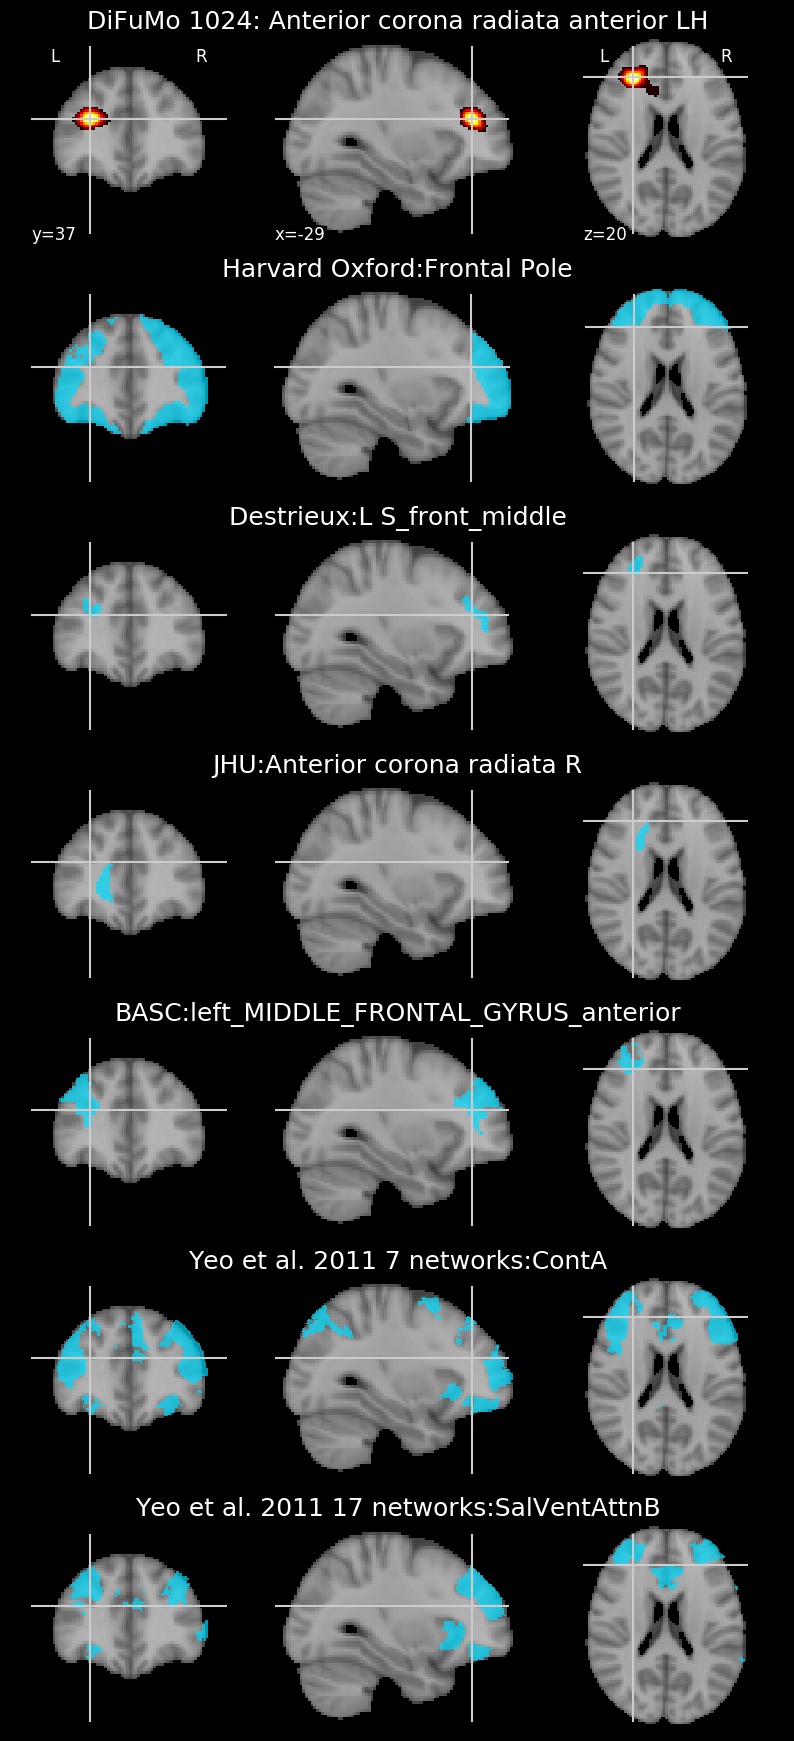 DiFuMo 1024: Anterior corona radiata anterior LH
L R L R
y=37 x=-29 z=20
Harvard Oxford:Frontal Pole
Destrieux:L S_front_middle
JHU:Anterior corona radiata R
BASC:left_MIDDLE_FRONTAL_GYRUS_anterior
Yeo et al. 2011 7 networks:ContA
Yeo et al. 2011 17 networks:SalVentAttnB